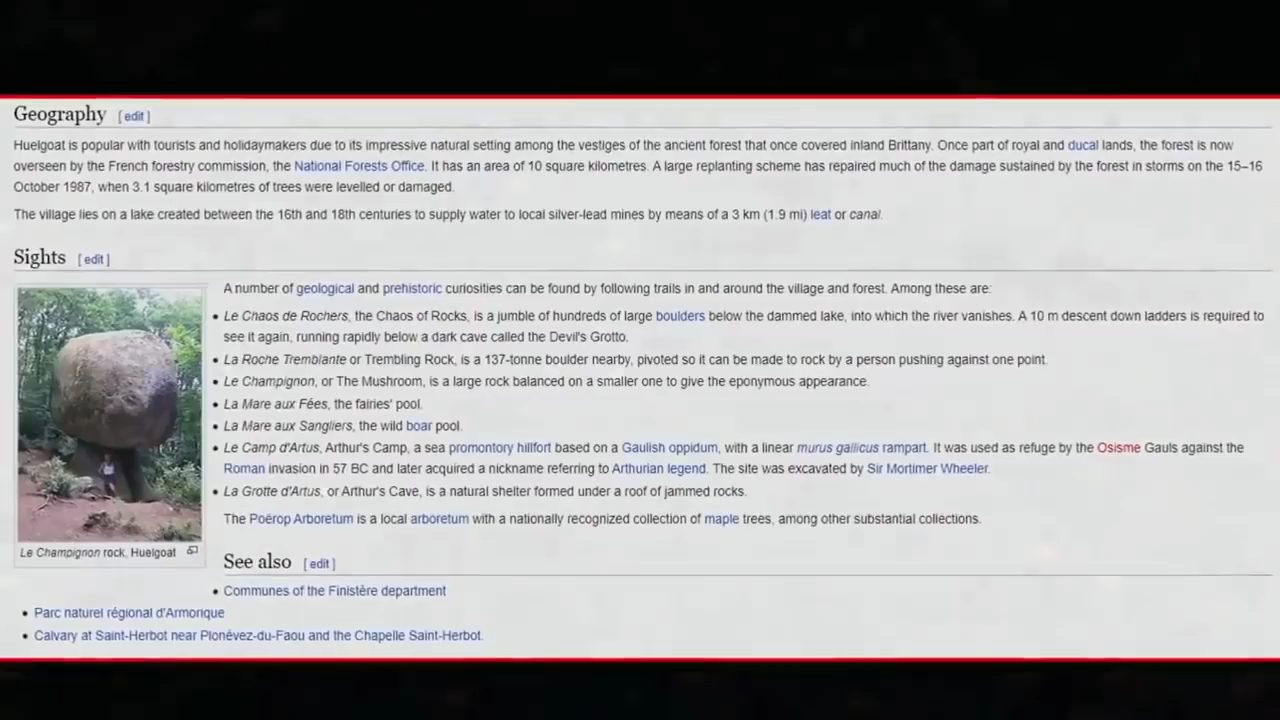 Geography [ edit ]
Huelgoat is popular with tourists and holidaymakers due to its impressive natural setting among the vestiges of the ancient forest that once covered inland Brittany. Once part of royal and ducal lands, the forest is now
overseen by the French forestry commission, the National Forests Office. It has an area of 10 square kilometres. A large replanting scheme has repaired much of the damage sustained by the forest in storms on the 15–16
October 1987, when 3.1 square kilometres of trees were levelled or damaged.
The village lies on a lake created between the 16th and 18th centuries to supply water to local silver-lead mines by means of a 3 km (1.9 mi) leat or canal.
Sights [ edit ]
A number of geological and prehistoric curiosities can be found by following trails in and around the village and forest. Among these are:
• Le Chaos de Rochers, the Chaos of Rocks, is a jumble of hundreds of large boulders below the dammed lake, into which the river vanishes. A 10 m descent down ladders is required to
see it again, running rapidly below a dark cave called the Devil's Grotto.
• La Roche Tremblante or Trembling Rock, is a 137-tonne boulder nearby, pivoted so it can be made to rock by a person pushing against one point.
• Le Champignon, or The Mushroom, is a large rock balanced on a smaller one to give the eponymous appearance.
• La Mare aux Fées, the fairies' pool.
• La Mare aux Sangliers, the wild boar pool.
• Le Camp d'Artus, Arthur's Camp, a sea promontory hillfort based on a Gaulish oppidum, with a linear murus gallicus rampart. It was used as refuge by the Osisme Gauls against the
Roman invasion in 57 BC and later acquired a nickname referring to Arthurian legend. The site was excavated by Sir Mortimer Wheeler.
• La Grotte d'Artus, or Arthur's Cave, is a natural shelter formed under a roof of jammed rocks.
The Poërop Arboretum is a local arboretum with a nationally recognized collection of maple trees, among other substantial collections.
Le Champignon rock, Huelgoat
See also [ edit ]
• Communes of the Finistère department
• Parc naturel régional d'Armorique
• Calvary at Saint-Herbot near Plonévez-du-Faou and the Chapelle Saint-Herbot.